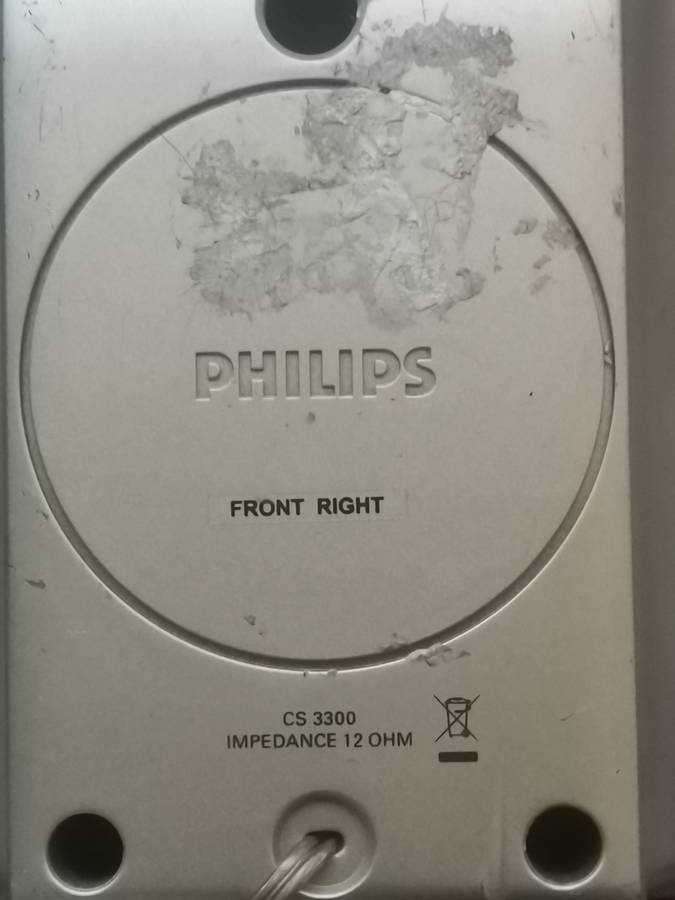 PHILIPS
FRONT RIGHT
CS 3300
IMPEDANCE 12 OHM